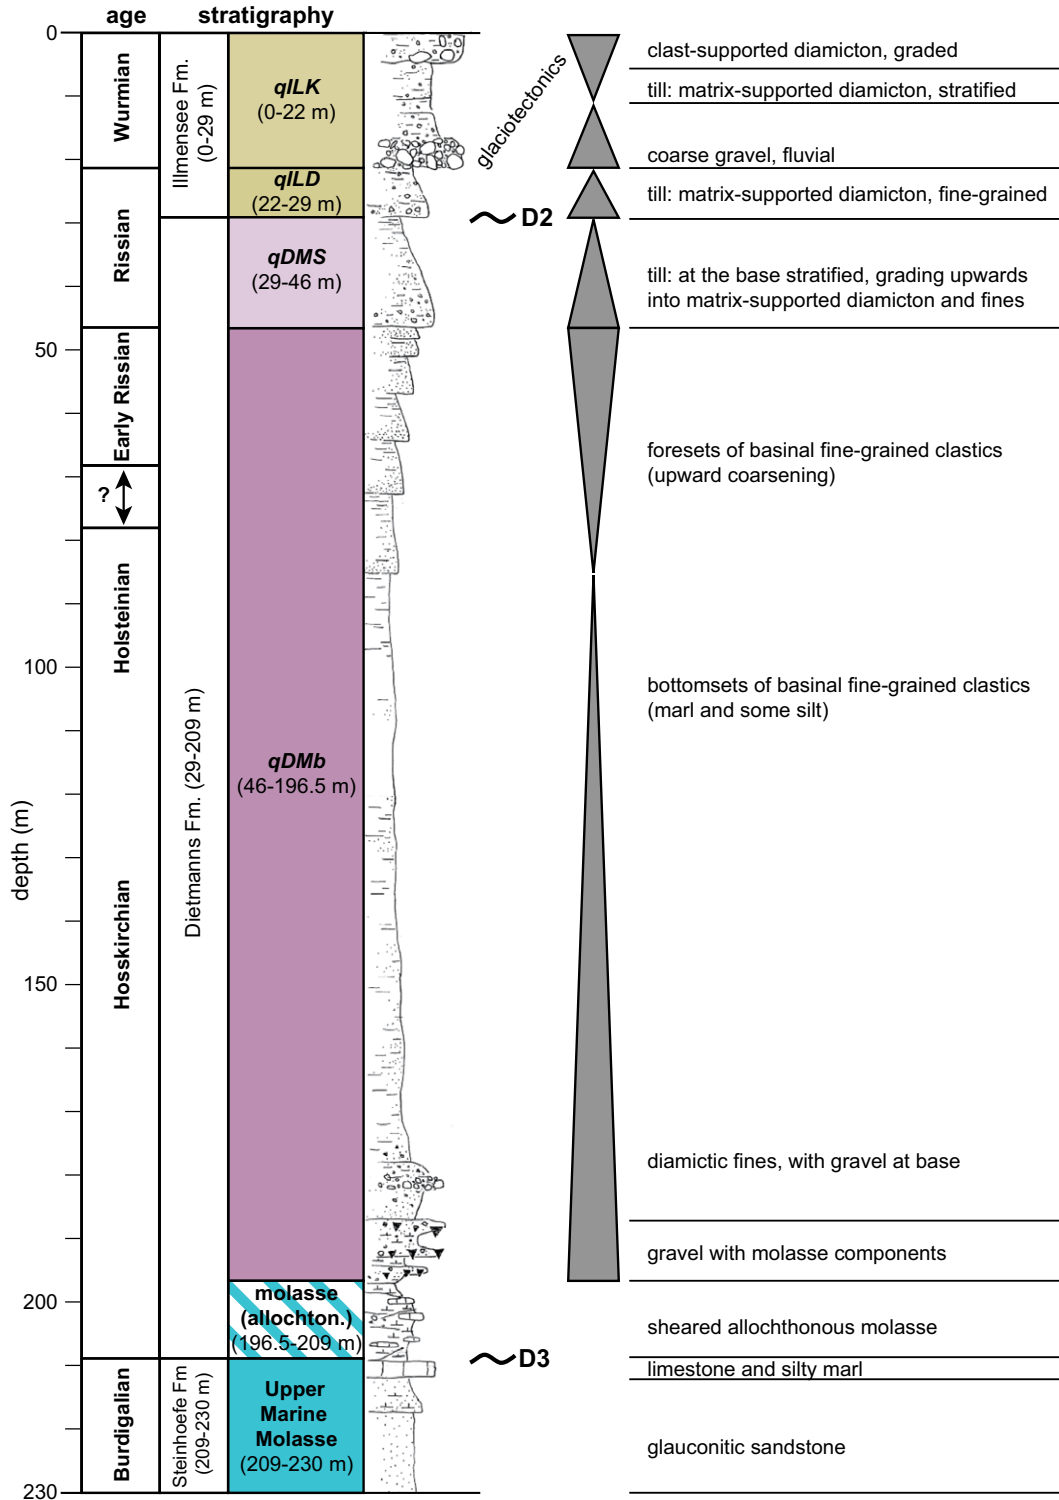 age
stratigraphy
0
50
100
150
200
230
depth (m)
Wurmian
Rissian
Early Rissian
?
Holsteinian
Hosskirchian
Burdigalian
Illmensee Fm.
(0-29 m)
Dietmanns Fm. (29-209 m)
Steinhoefe Fm
(209-230 m)
qILK
(0-22 m)
qILD
(22-29 m)
qDMS
(29-46 m)
qDMb
(46-196.5 m)
molasse
(allochton.)
(196.5-209 m)
Upper
Marine
Molasse
(209-230 m)
glaciotectonics
D2
D3
clast-supported diamicton, graded
till: matrix-supported diamicton, stratified
coarse gravel, fluvial
till: matrix-supported diamicton, fine-grained
till: at the base stratified, grading upwards
into matrix-supported diamicton and fines
foresets of basinal fine-grained clastics
(upward coarsening)
bottomsets of basinal fine-grained clastics
(marl and some silt)
diamictic fines, with gravel at base
gravel with molasse components
sheared allochthonous molasse
limestone and silty marl
glauconitic sandstone